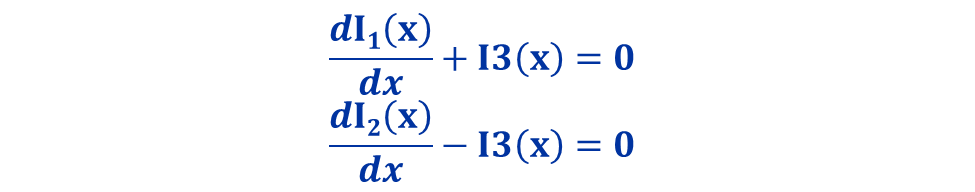 dI₁(x)/dx + I3(x) = 0
dI₂(x)/dx − I3(x) = 0